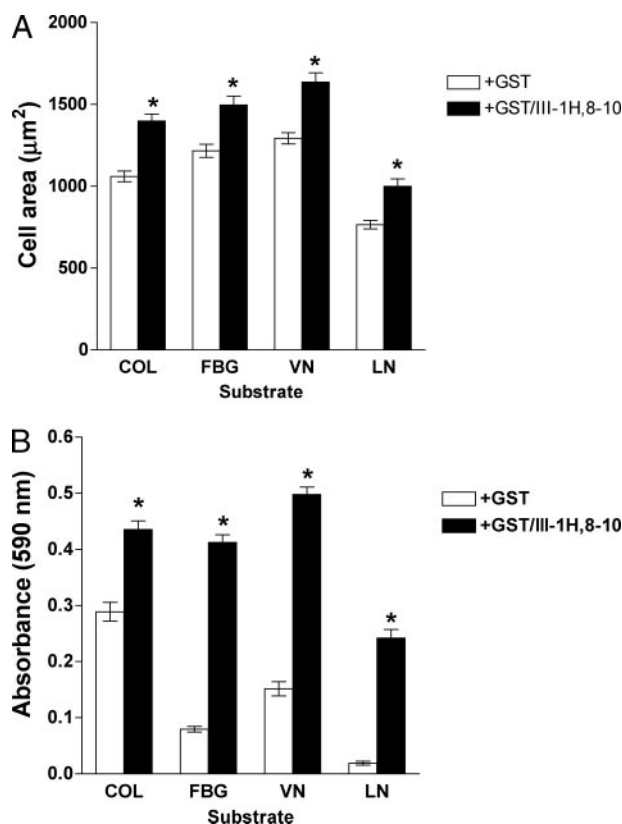 A
Cell area (µm²)
2000
1500
1000
500
0
*
*
*
*
COL
FBG
VN
LN
Substrate
+GST
+GST/III-1H,8-10
B
Absorbance (590 nm)
0.6
0.5
0.4
0.3
0.2
0.1
0.0
*
*
*
*
COL
FBG
VN
LN
Substrate
+GST
+GST/III-1H,8-10